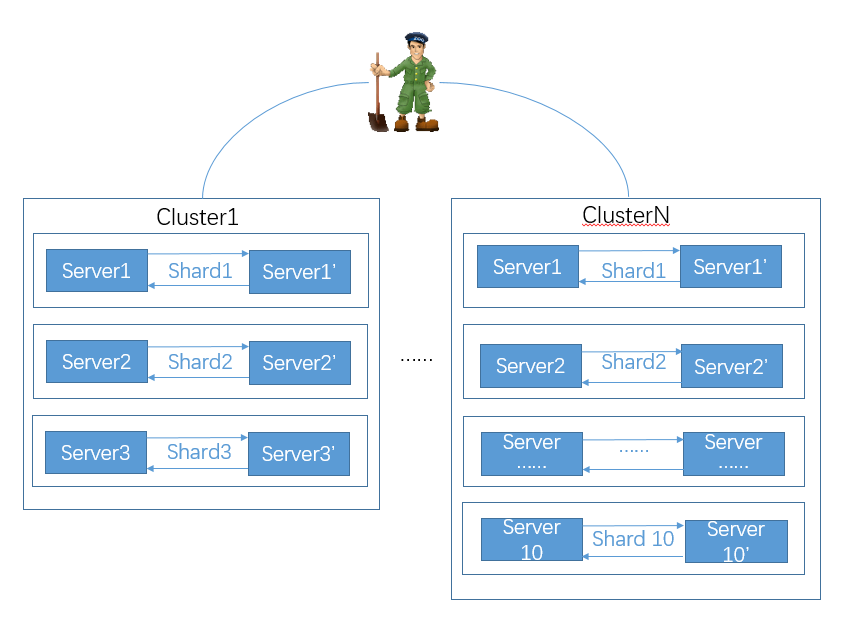 Cluster1
Server1
Shard1
Server1’
Server2
Shard2
Server2’
Server3
Shard3
Server3’
……
ClusterN
Server1
Shard1
Server1’
Server2
Shard2
Server2’
Server
……
……
Server
……
Server
10
Shard 10
Server
10’